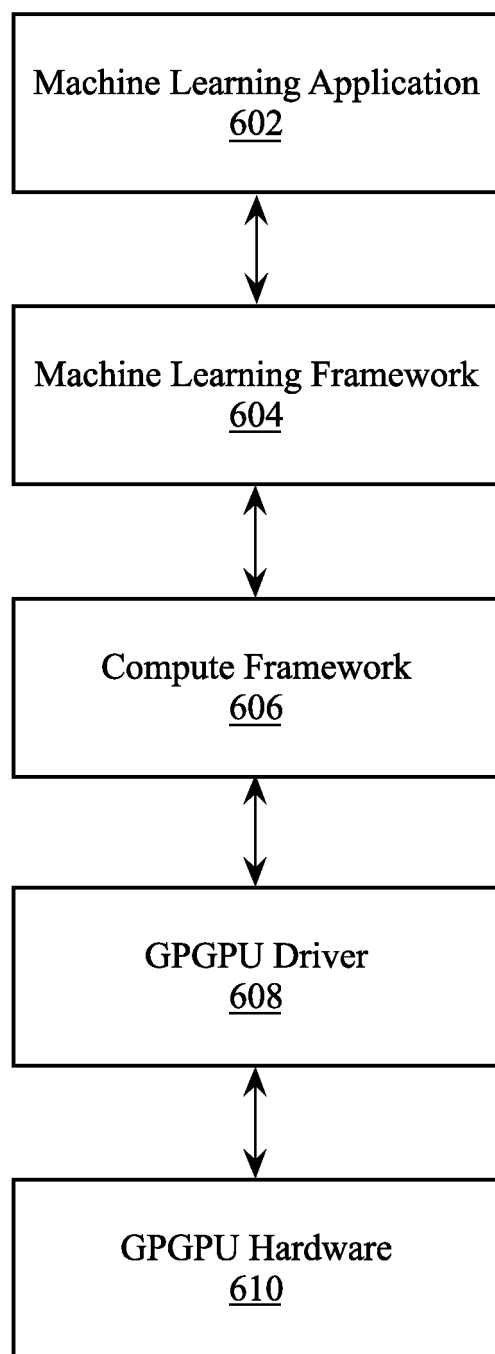 Machine Learning Application
602
Machine Learning Framework
604
Compute Framework
606
GPGPU Driver
608
GPGPU Hardware
610